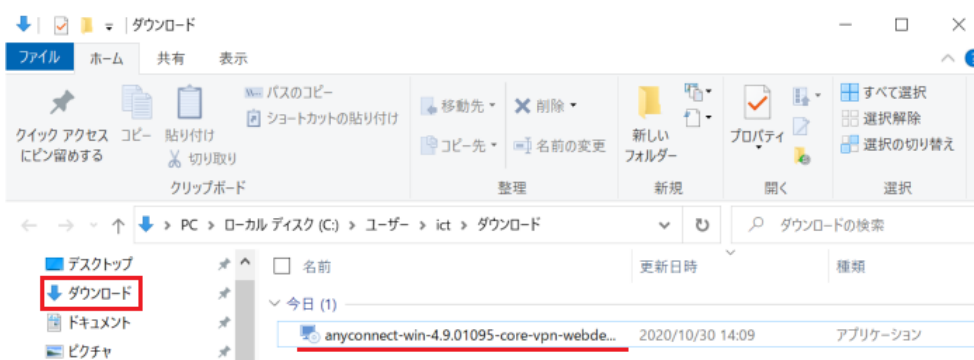 ダウンロード
ファイル ホーム 共有 表示
クイック アクセス
にピン留めする
コピー
貼り付け
パスのコピー
ショートカットの貼り付け
切り取り
クリップボード
移動先
コピー先
削除
名前の変更
整理
新しい
フォルダー
新規
プロパティ
開く
すべて選択
選択解除
選択の切り替え
選択
PC > ローカル ディスク (C:) > ユーザー > ict > ダウンロード
ダウンロードの検索
デスクトップ
ダウンロード
ドキュメント
ピクチャ
名前 更新日時 種類
今日 (1)
anyconnect-win-4.9.01095-core-vpn-webde... 2020/10/30 14:09 アプリケーション